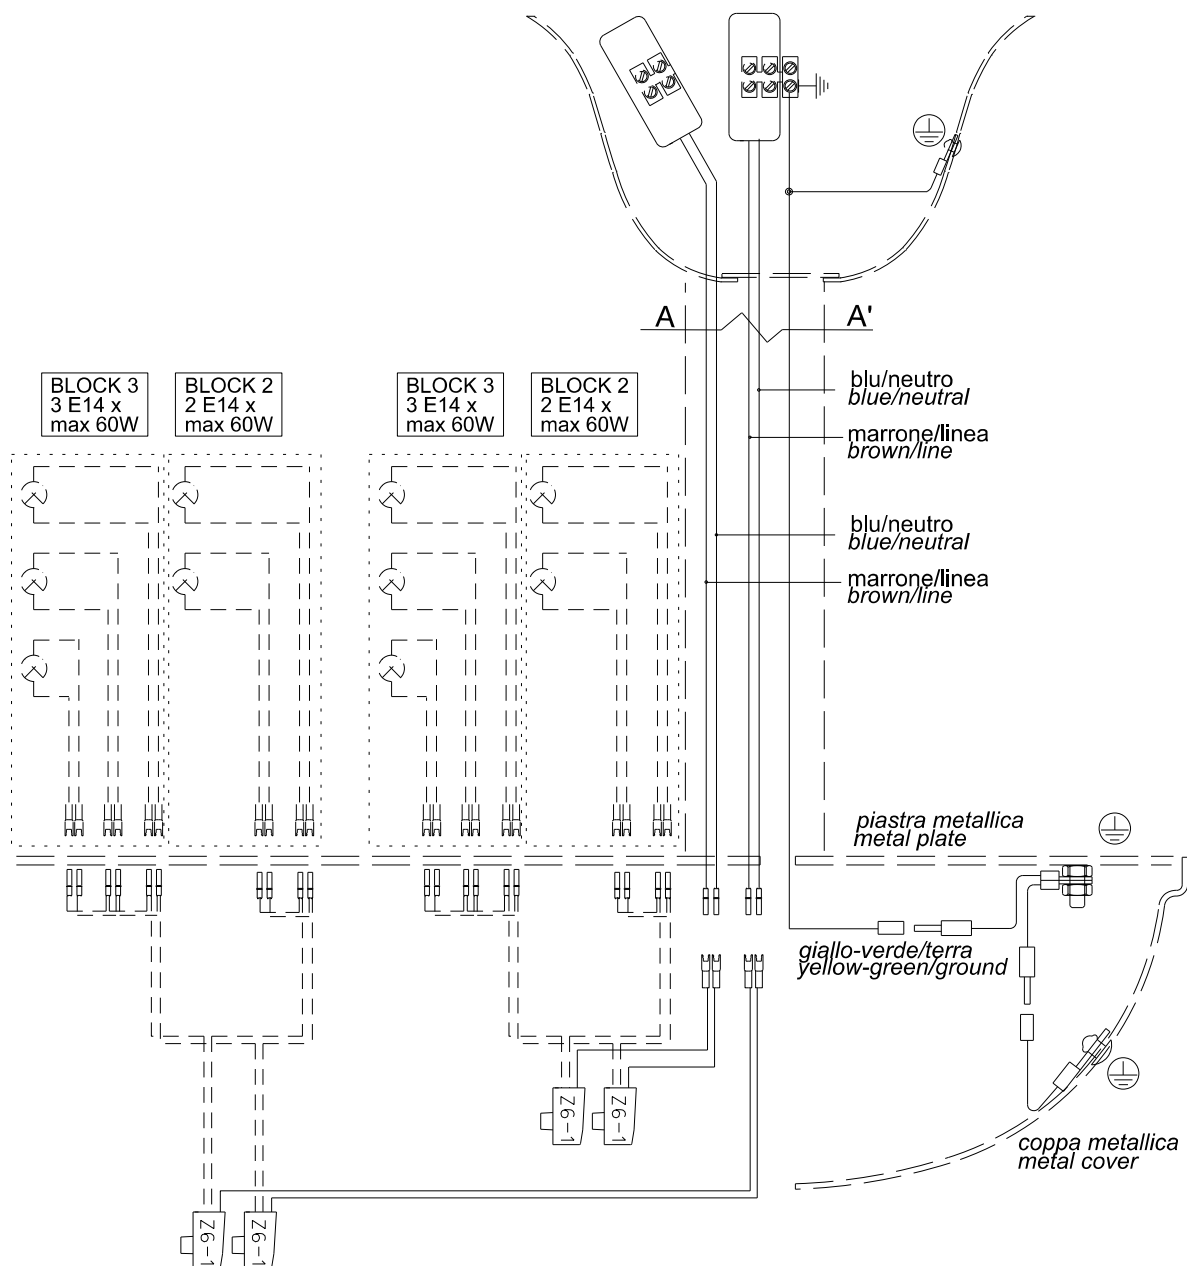 A
A'
BLOCK 3
3 E14 x
max 60W
BLOCK 2
2 E14 x
max 60W
BLOCK 3
3 E14 x
max 60W
BLOCK 2
2 E14 x
max 60W
blu/neutro
blue/neutral
marrone/linea
brown/line
blu/neutro
blue/neutral
marrone/linea
brown/line
piastra metallica
metal plate
giallo-verde/terra
yellow-green/ground
Z6-1
Z6-1
coppa metallica
metal cover
Z6-1
Z6-1